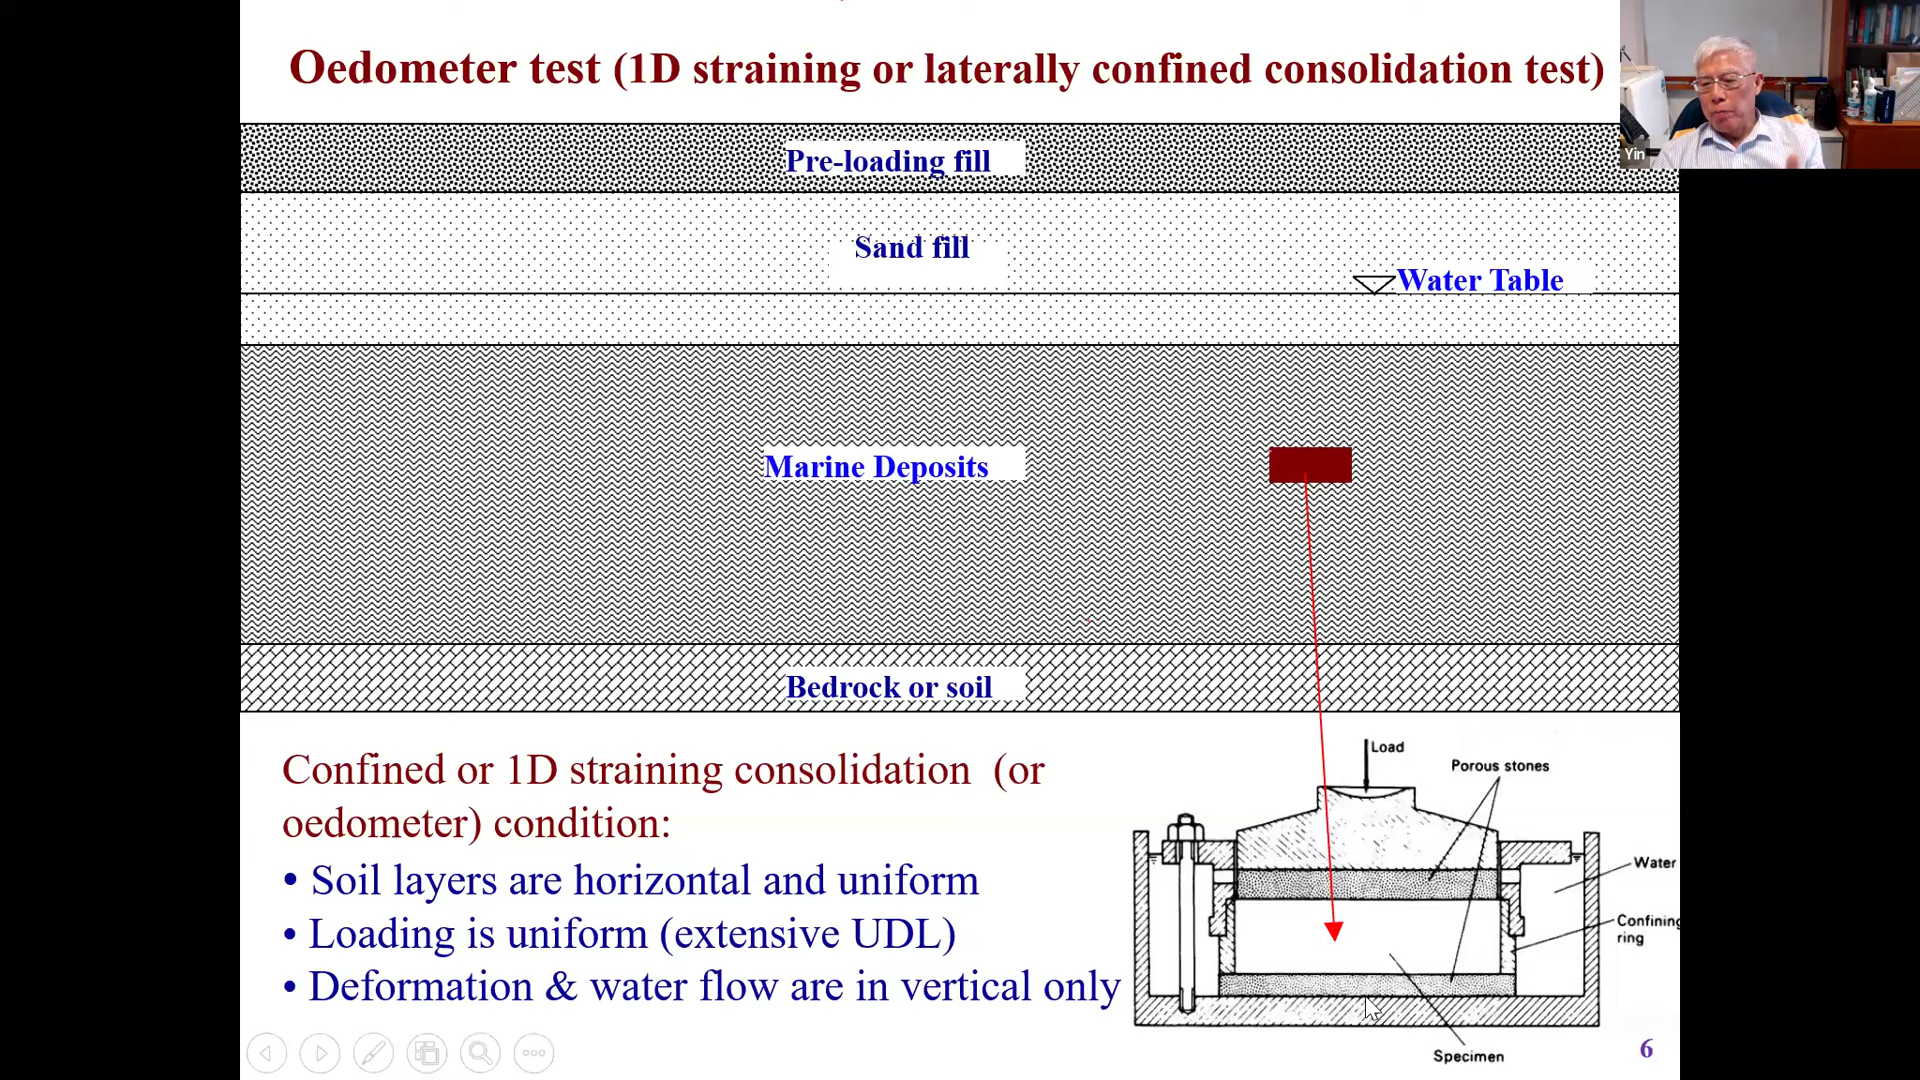 Oedometer test (1D straining or laterally confined consolidation test)
Yin
Pre-loading fill
Sand fill
Water Table
Marine Deposits
Bedrock or soil
Confined or 1D straining consolidation (or
oedometer) condition:
• Soil layers are horizontal and uniform
• Loading is uniform (extensive UDL)
• Deformation & water flow are in vertical only
Load
Porous stones
Water
Confining
ring
Specimen
6